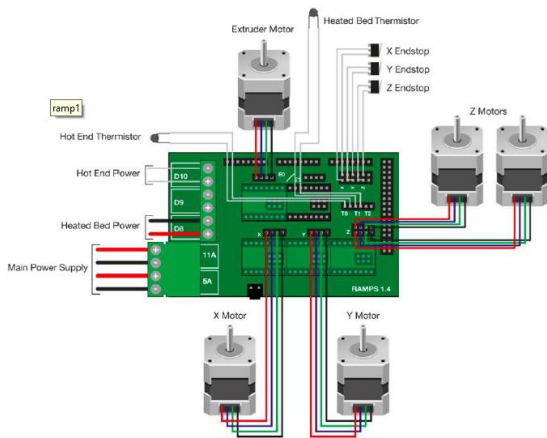 Heated Bed Thermistor
Extruder Motor
X Endstop
Y Endstop
Z Endstop
ramp1
Z Motors
Hot End Thermistor
Hot End Power
D10
E0
D9
T0 T1 T2
Heated Bed Power
D8
X
Y
Z
11A
Main Power Supply
5A
RAMPS 1.4
X Motor
Y Motor